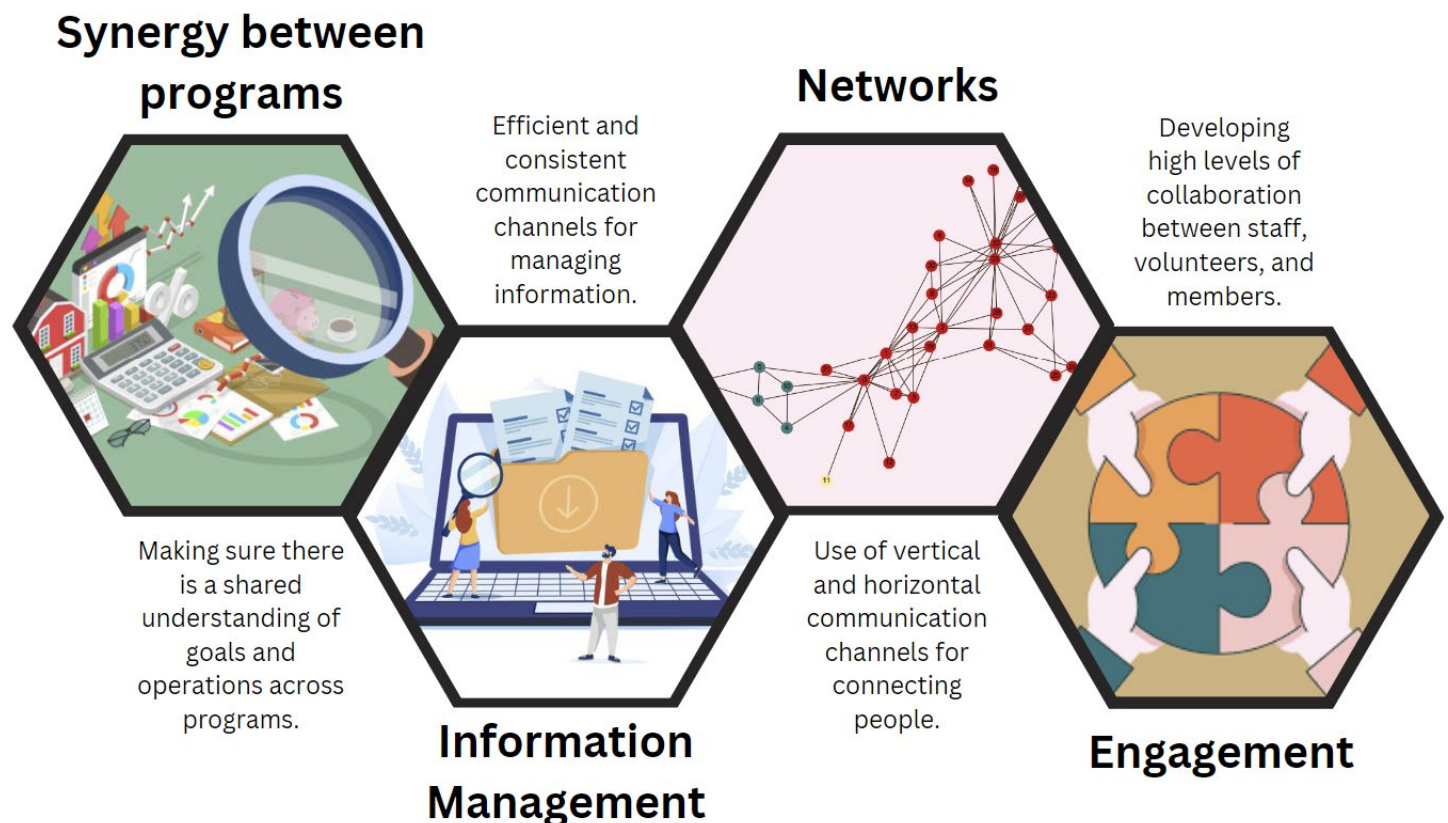 Synergy between
programs
Making sure there
is a shared
understanding of
goals and
operations across
programs.
Efficient and
consistent
communication
channels for
managing
information.
Information
Management
Networks
Use of vertical
and horizontal
communication
channels for
connecting
people.
Developing
high levels of
collaboration
between staff,
volunteers, and
members.
Engagement
%
11